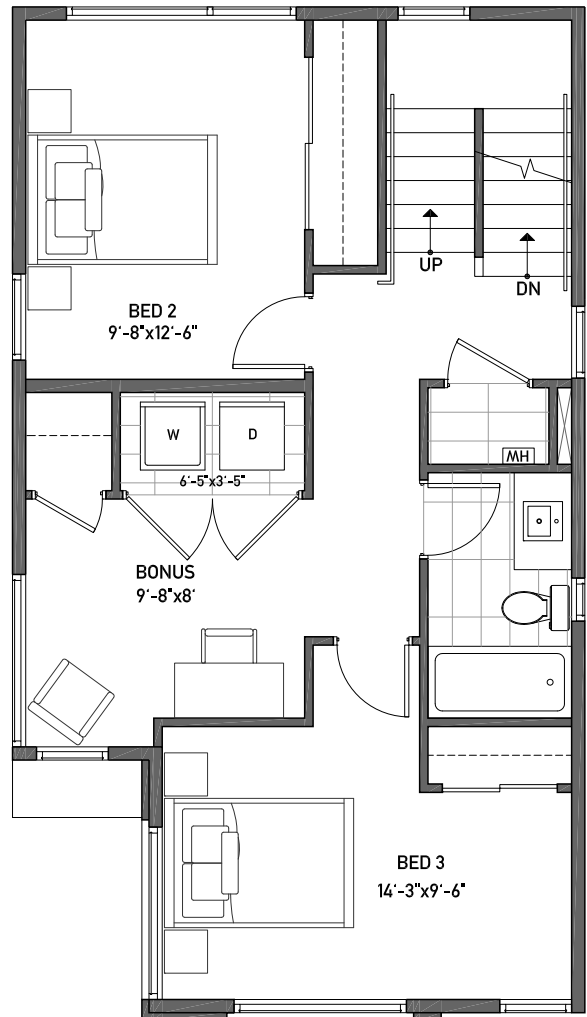 UP
DN
BED 2
9'-8"x12'-6"
MH
W
D
6'-5"x3'-5"
BONUS
9'-8"x8'
BED 3
14'-3"x9'-6"